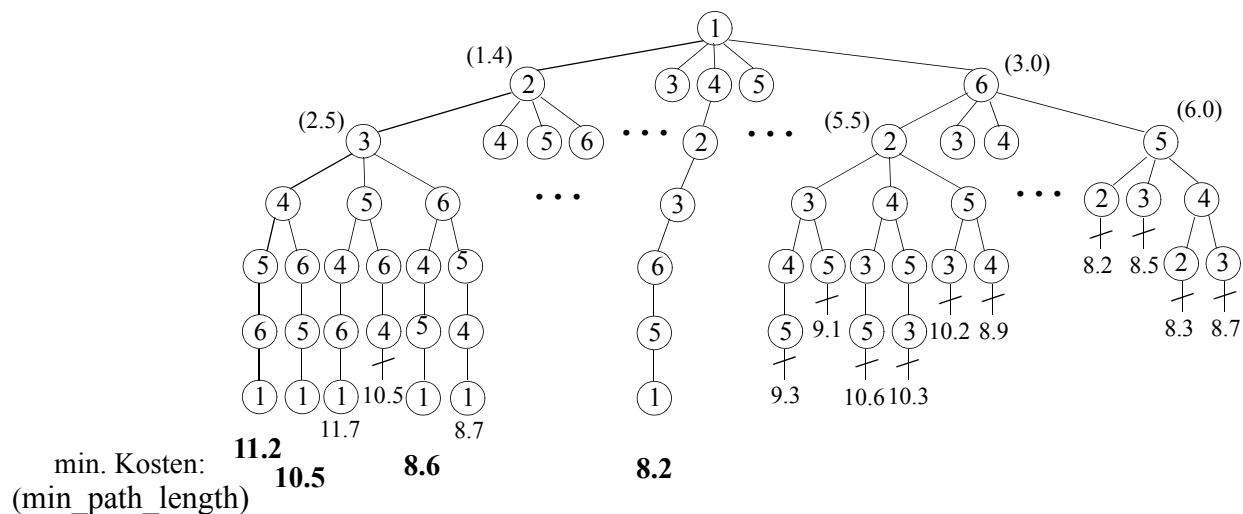 1
(1.4) (3.0)
2 3 4 5 6
(2.5) (5.5) (6.0)
3 4 5 6 • • • 2 • • • 2 3 4 5
4 5 6 • • • 3 3 4 5 • • • 2 3 4
5 6 4 6 4 5 6 4 5 3 5 3 4 8.2 8.5 2 3
6 5 6 4 5 4 5 5 9.1 5 3 10.2 8.9 8.3 8.7
1 1 1 10.5 1 1 1 9.3 10.6 10.3
11.7 8.7
11.2 8.6 8.2
min. Kosten: 10.5
(min_path_length)